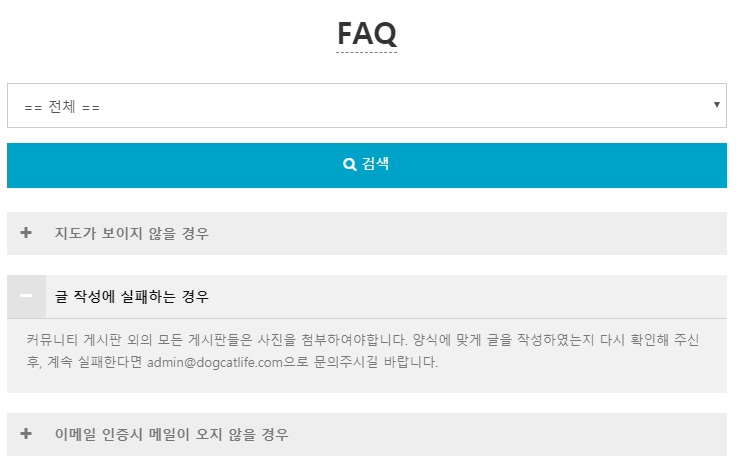 FAQ
== 전체 ==
검색
지도가 보이지 않을 경우
글 작성에 실패하는 경우
커뮤니티 게시판 외의 모든 게시판들은 사진을 첨부하여야합니다. 양식에 맞게 글을 작성하였는지 다시 확인해 주신
후, 계속 실패한다면 admin@dogcatlife.com으로 문의주시길 바랍니다.
이메일 인증시 메일이 오지 않을 경우